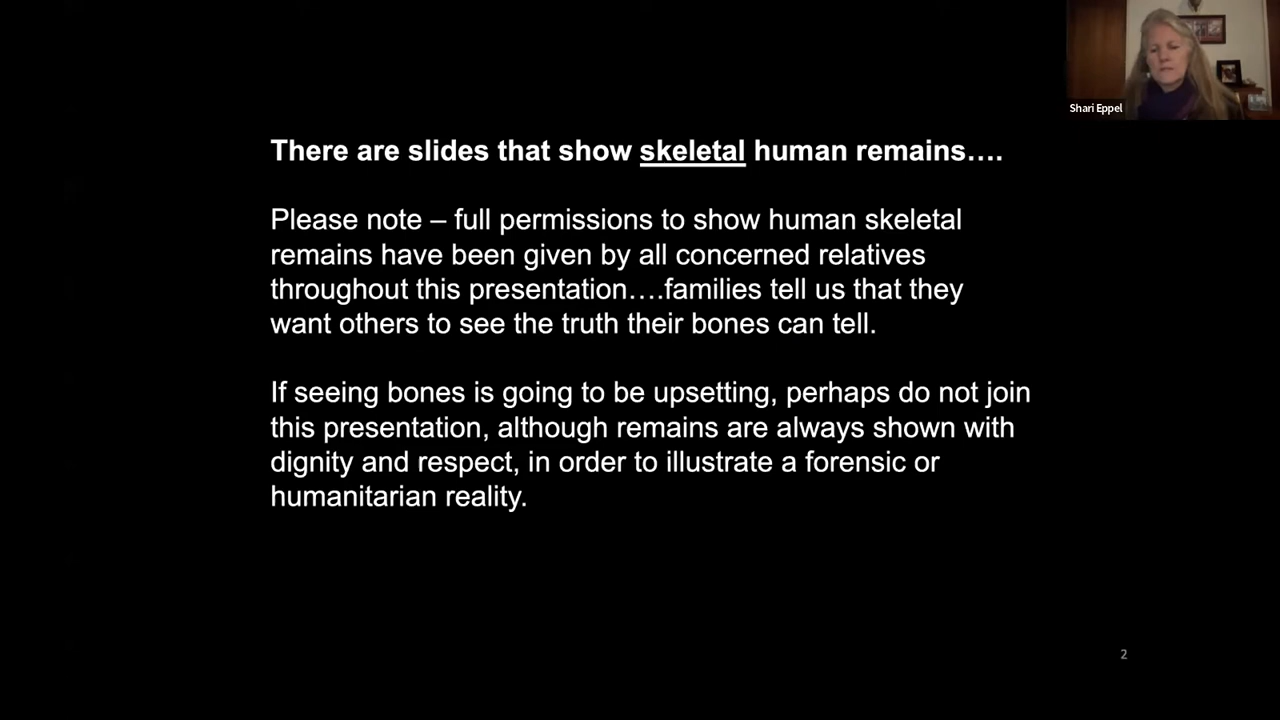 Shari Eppel
There are slides that show skeletal human remains….
Please note – full permissions to show human skeletal
remains have been given by all concerned relatives
throughout this presentation….families tell us that they
want others to see the truth their bones can tell.
If seeing bones is going to be upsetting, perhaps do not join
this presentation, although remains are always shown with
dignity and respect, in order to illustrate a forensic or
humanitarian reality.
2